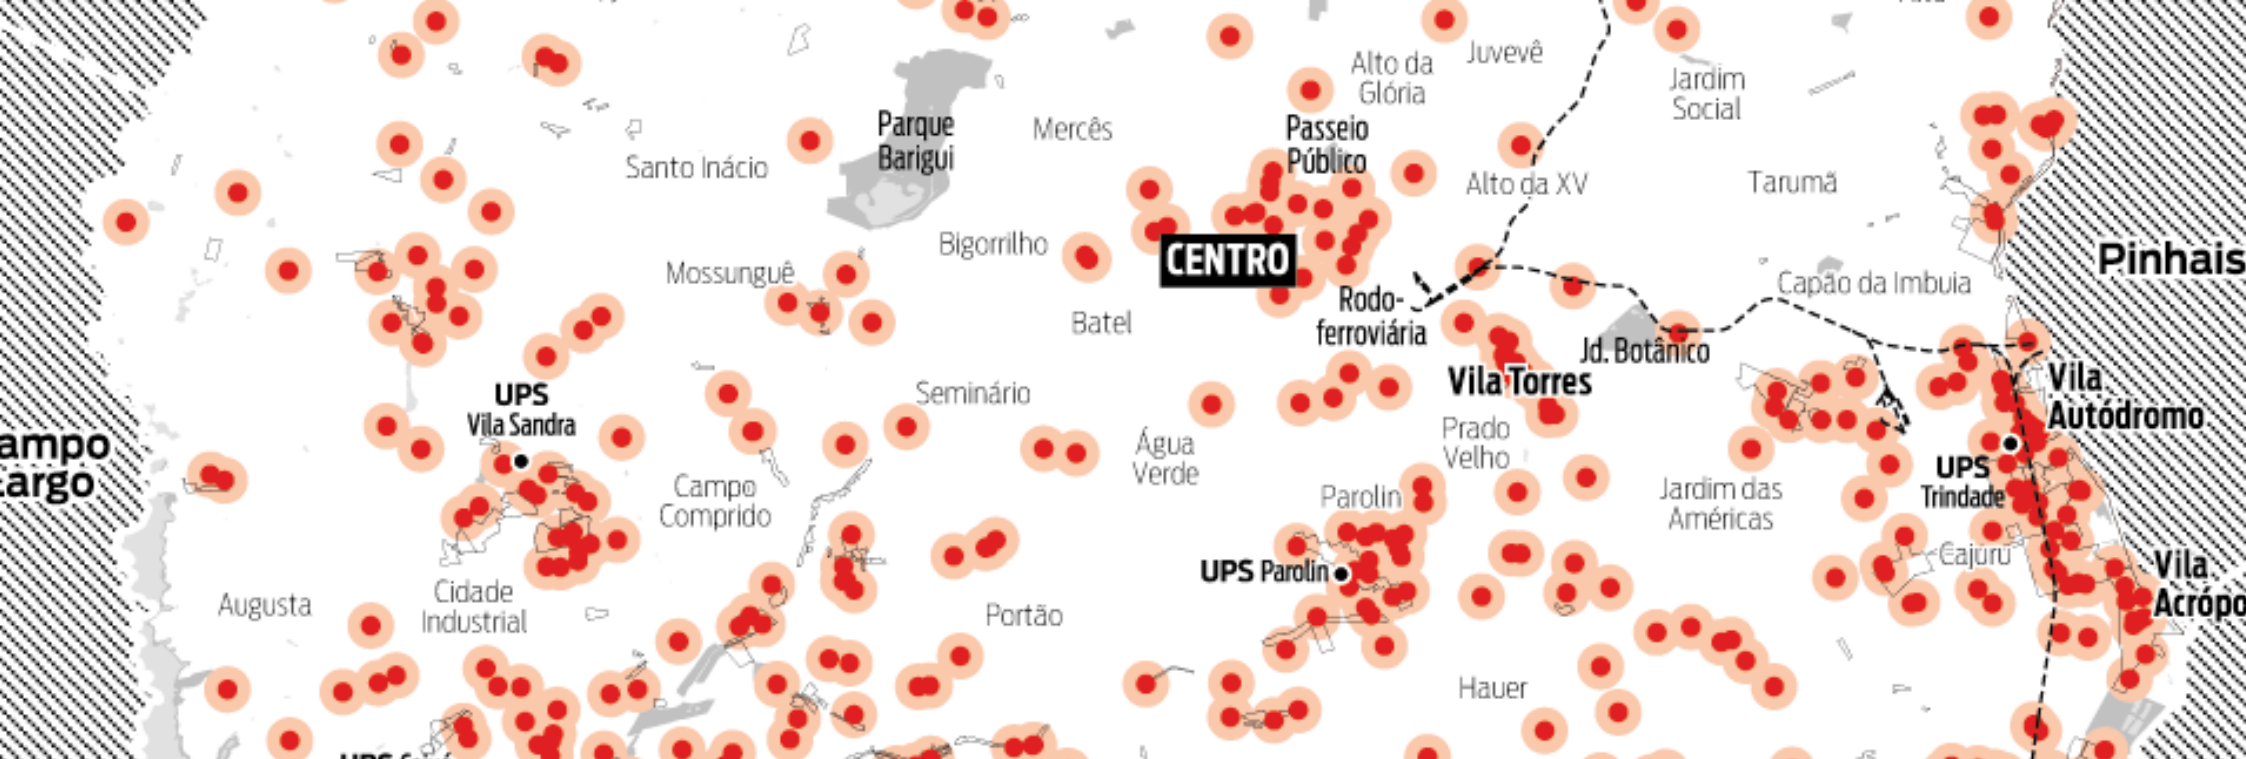 Juvevê
Alto da
Glória
Jardim
Social
Parque
Barigui
Mercês
Passeio
Público
Santo Inácio
Alto da XV
Tarumã
Bigorrilho
CENTRO
Pinhais
Mossunguê
Capão da Imbuia
Rodo-
ferroviária
Batel
Jd. Botânico
UPS
Vila Sandra
Seminário
Vila Torres
Vila
Autódromo
ampo
Largo
Água
Verde
Prado
Velho
UPS
Trindade
Campo
Comprido
Parolin
Jardim das
Américas
UPS Parolin
Cajuru
Vila
Acrópo
Augusta
Cidade
Industrial
Portão
Hauer
UPS